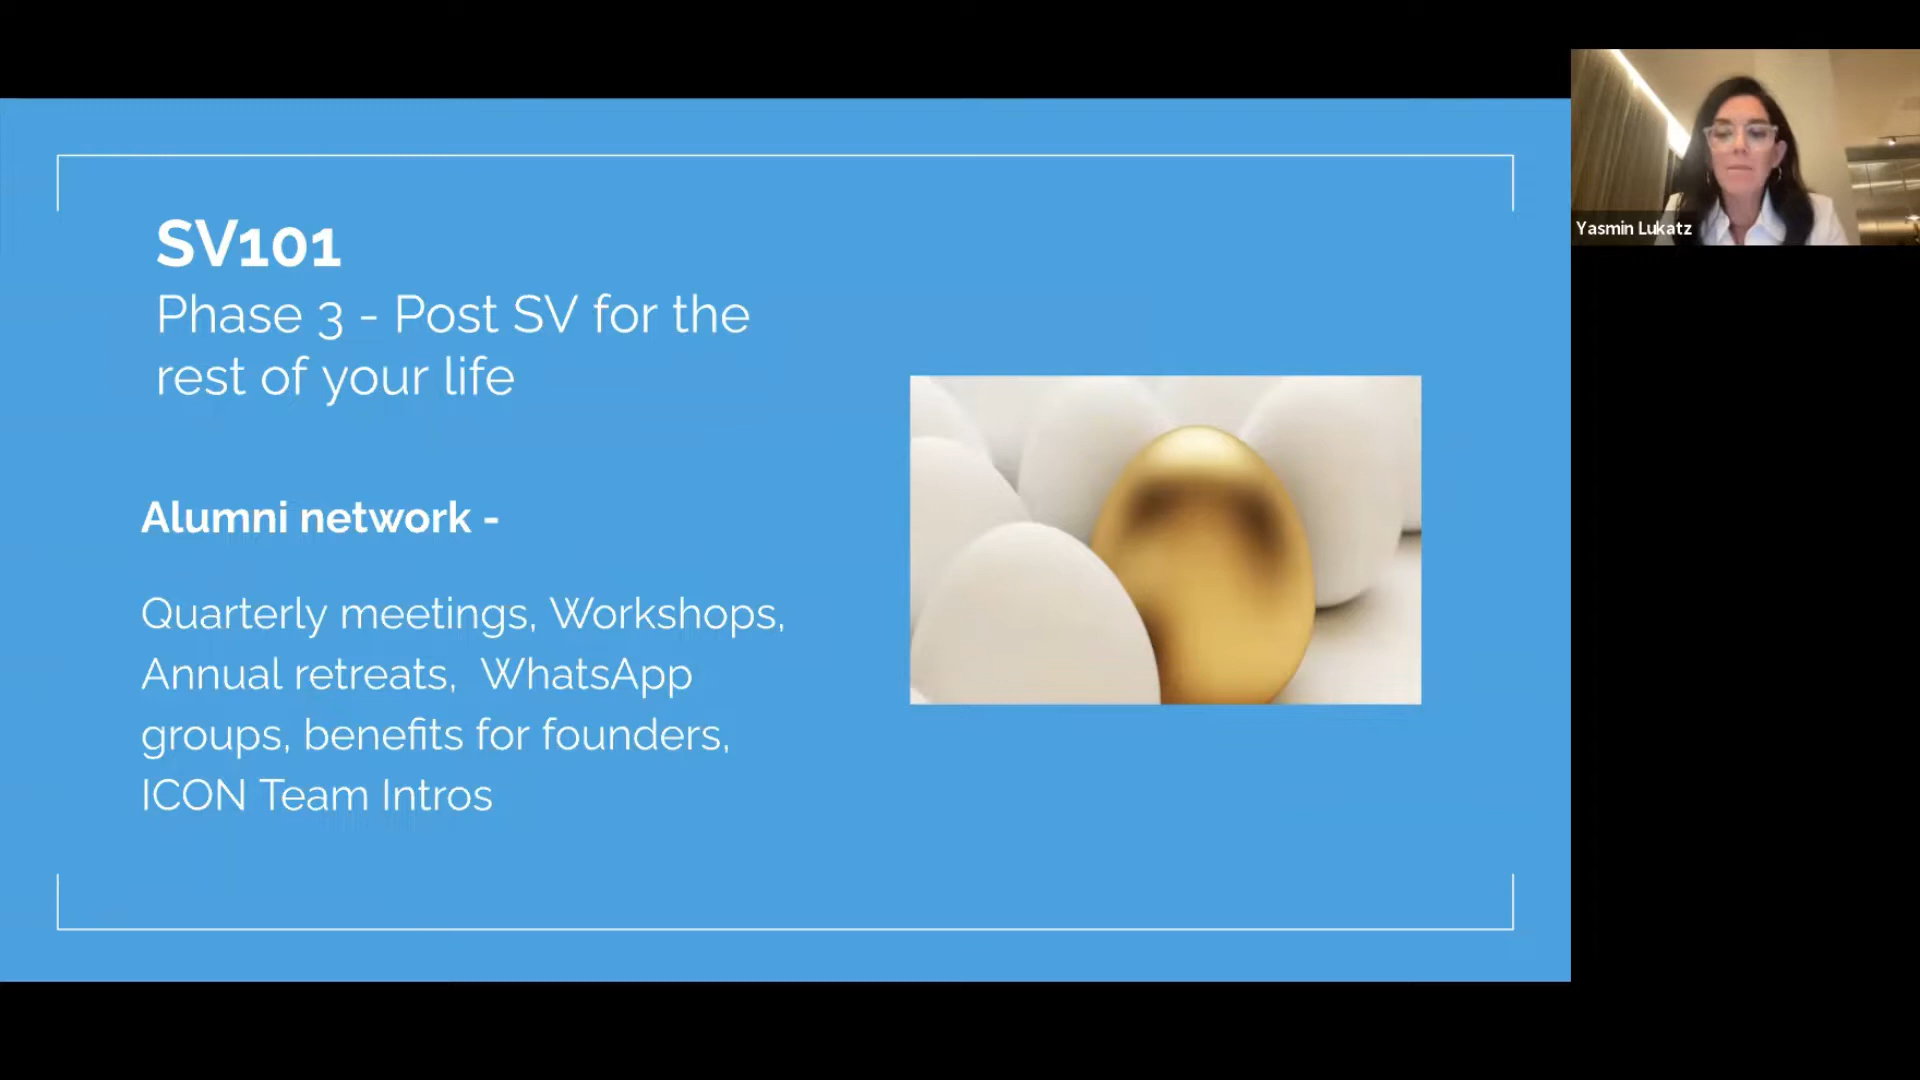 SV101
Phase 3 - Post SV for the
rest of your life
Alumni network -
Quarterly meetings, Workshops,
Annual retreats,  WhatsApp
groups, benefits for founders,
ICON Team Intros
Yasmin Lukatz